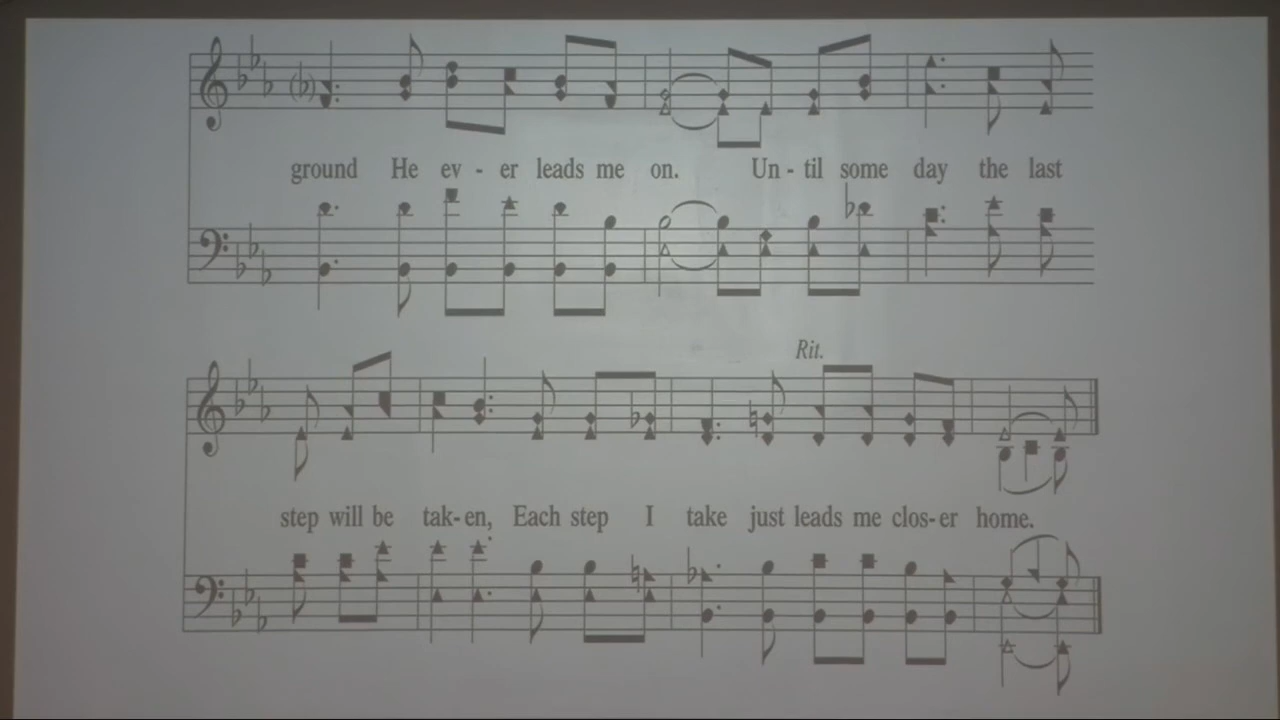 ground He ev - er leads me on. Un - til some day the last
Rit.
step will be tak- en, Each step I take just leads me clos- er home.